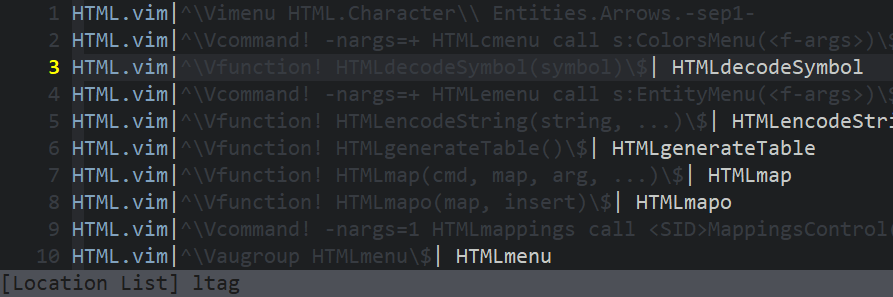 1 HTML.vim|^\Vimenu HTML.Character\\ Entities.Arrows.-sep1-
2 HTML.vim|^\Vcommand! -nargs=+ HTMLcmenu call s:ColorsMenu(<f-args>)\$
3 HTML.vim|^\Vfunction! HTMLdecodeSymbol(symbol)\$| HTMLdecodeSymbol
4 HTML.vim|^\Vcommand! -nargs=+ HTMLemenu call s:EntityMenu(<f-args>)\$
5 HTML.vim|^\Vfunction! HTMLencodeString(string, ...)\$| HTMLencodeStri
6 HTML.vim|^\Vfunction! HTMLgenerateTable()\$| HTMLgenerateTable
7 HTML.vim|^\Vfunction! HTMLmap(cmd, map, arg, ...)\$| HTMLmap
8 HTML.vim|^\Vfunction! HTMLmapo(map, insert)\$| HTMLmapo
9 HTML.vim|^\Vcommand! -nargs=1 HTMLmappings call <SID>MappingsControl
10 HTML.vim|^\Vaugroup HTMLmenu\$| HTMLmenu
[Location List] ltag